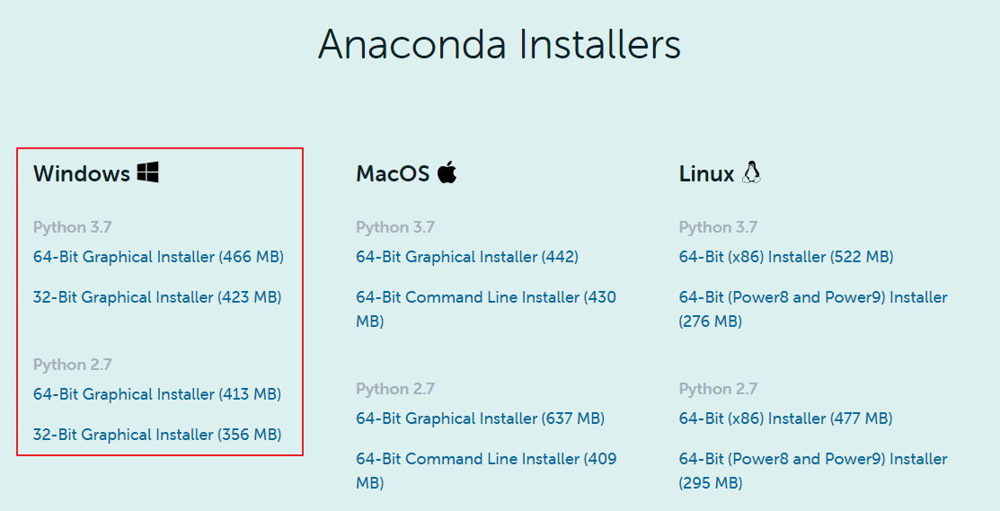 Anaconda Installers
Windows
Python 3.7
64-Bit Graphical Installer (466 MB)
32-Bit Graphical Installer (423 MB)
Python 2.7
64-Bit Graphical Installer (413 MB)
32-Bit Graphical Installer (356 MB)
MacOS
Python 3.7
64-Bit Graphical Installer (442)
64-Bit Command Line Installer (430
MB)
Python 2.7
64-Bit Graphical Installer (637 MB)
64-Bit Command Line Installer (409
MB)
Linux
Python 3.7
64-Bit (x86) Installer (522 MB)
64-Bit (Power8 and Power9) Installer
(276 MB)
Python 2.7
64-Bit (x86) Installer (477 MB)
64-Bit (Power8 and Power9) Installer
(295 MB)